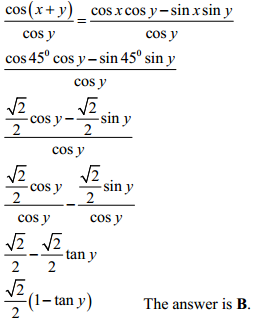 cos(x + y)/cos y = (cos x cos y − sin x sin y)/cos y
(cos 45⁰ cos y − sin 45⁰ sin y)/cos y
(√2/2 cos y − √2/2 sin y)/cos y
(√2/2 cos y)/cos y − (√2/2 sin y)/cos y
√2/2 − √2/2 tan y
√2/2 (1 − tan y) The answer is B.